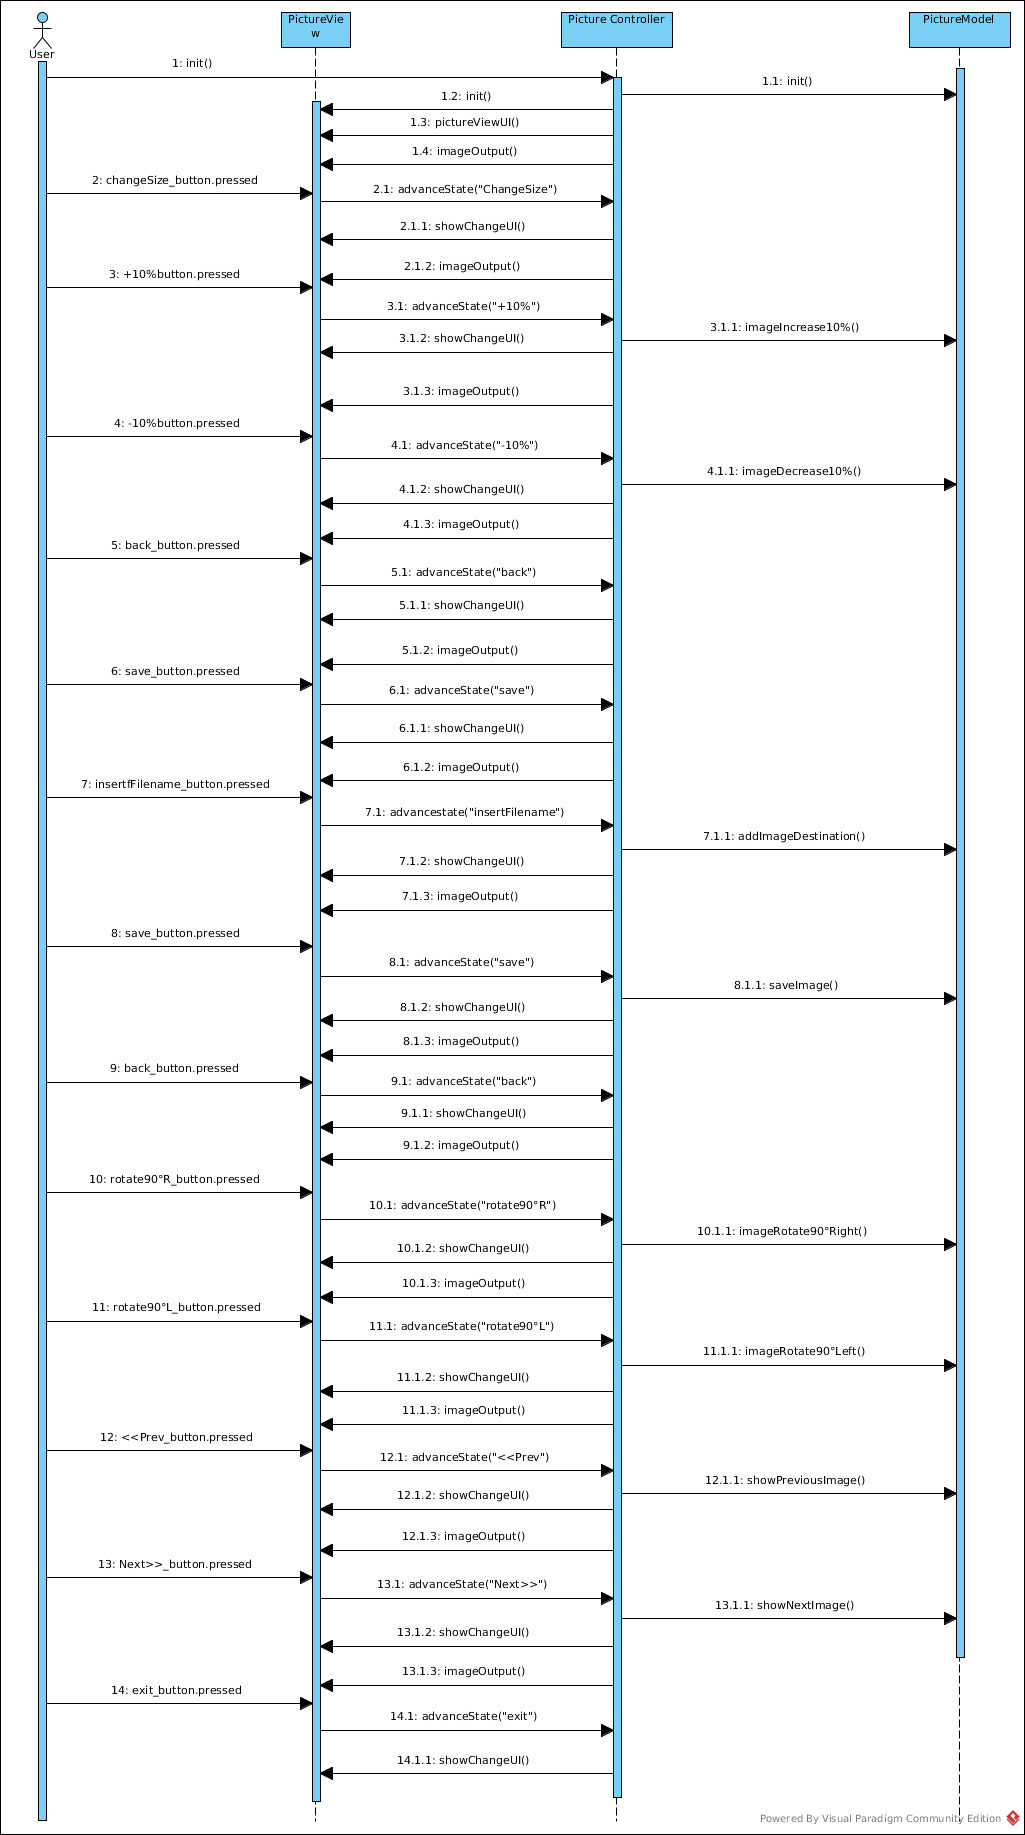 PictureVie
w
Picture Controller
PictureModel
User
1: init()
1.1: init()
1.2: init()
1.3: pictureViewUI()
1.4: imageOutput()
2: changeSize_button.pressed
2.1: advanceState("ChangeSize")
2.1.1: showChangeUI()
2.1.2: imageOutput()
3: +10%button.pressed
3.1: advanceState("+10%")
3.1.1: imageIncrease10%()
3.1.2: showChangeUI()
3.1.3: imageOutput()
4: -10%button.pressed
4.1: advanceState("-10%")
4.1.1: imageDecrease10%()
4.1.2: showChangeUI()
4.1.3: imageOutput()
5: back_button.pressed
5.1: advanceState("back")
5.1.1: showChangeUI()
5.1.2: imageOutput()
6: save_button.pressed
6.1: advanceState("save")
6.1.1: showChangeUI()
6.1.2: imageOutput()
7: insertfFilename_button.pressed
7.1: advancestate("insertFilename")
7.1.1: addImageDestination()
7.1.2: showChangeUI()
7.1.3: imageOutput()
8: save_button.pressed
8.1: advanceState("save")
8.1.1: saveImage()
8.1.2: showChangeUI()
8.1.3: imageOutput()
9: back_button.pressed
9.1: advanceState("back")
9.1.1: showChangeUI()
9.1.2: imageOutput()
10: rotate90°R_button.pressed
10.1: advanceState("rotate90°R")
10.1.1: imageRotate90°Right()
10.1.2: showChangeUI()
10.1.3: imageOutput()
11: rotate90°L_button.pressed
11.1: advanceState("rotate90°L")
11.1.1: imageRotate90°Left()
11.1.2: showChangeUI()
11.1.3: imageOutput()
12: <<Prev_button.pressed
12.1: advanceState("<<Prev")
12.1.1: showPreviousImage()
12.1.2: showChangeUI()
12.1.3: imageOutput()
13: Next>>_button.pressed
13.1: advanceState("Next>>")
13.1.1: showNextImage()
13.1.2: showChangeUI()
13.1.3: imageOutput()
14: exit_button.pressed
14.1: advanceState("exit")
14.1.1: showChangeUI()
Powered By Visual Paradigm Community Edition